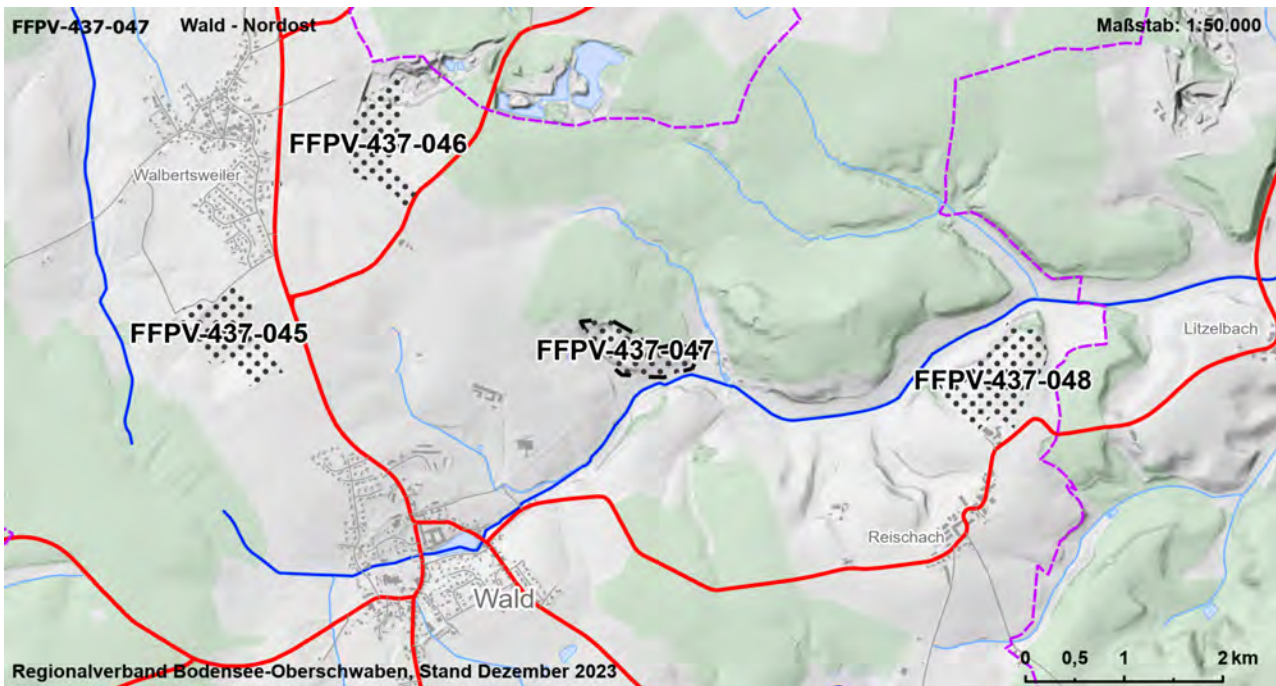 FFPV-437-047 Wald - Nordost Maßstab: 1:50.000
FFPV-437-046
Walbertsweiler
FFPV-437-045
FFPV-437-047
Litzelbach
FFPV-437-048
Reischach
Wald
Regionalverband Bodensee-Oberschwaben, Stand Dezember 2023
0 0,5 1 2 km